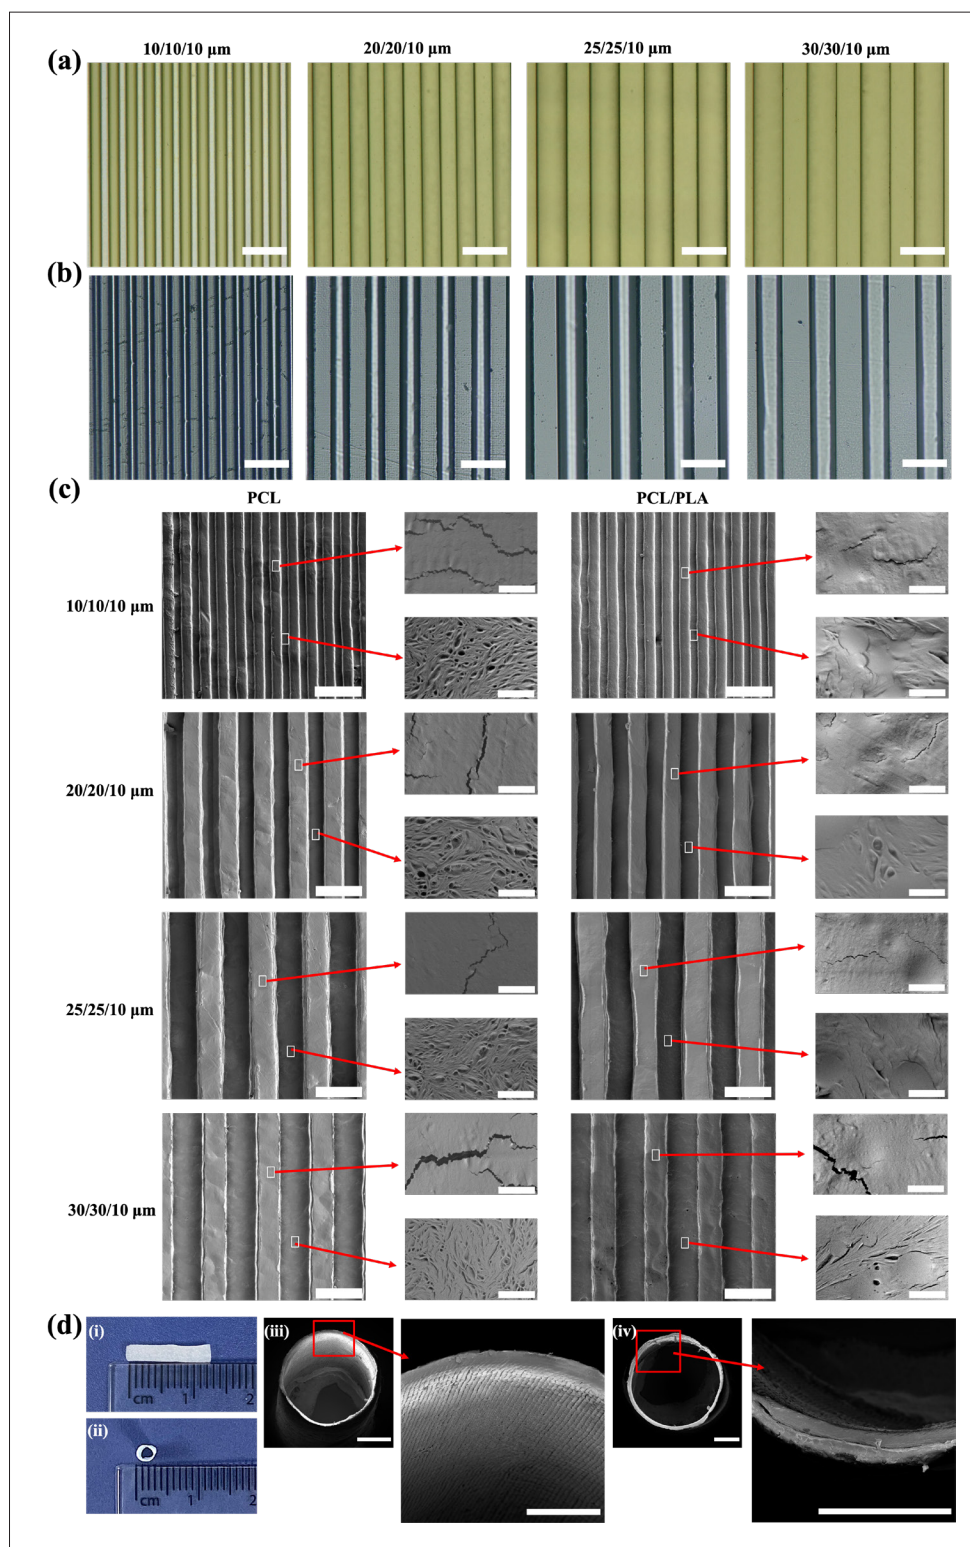 10/10/10 µm 20/20/10 µm 25/25/10 µm 30/30/10 µm
(a)
(b)
(c)
PCL PCL/PLA
10/10/10 µm
20/20/10 µm
25/25/10 µm
30/30/10 µm
(d)
(i)
cm 1 2
(ii)
cm 1 2
(iii)
(iv)